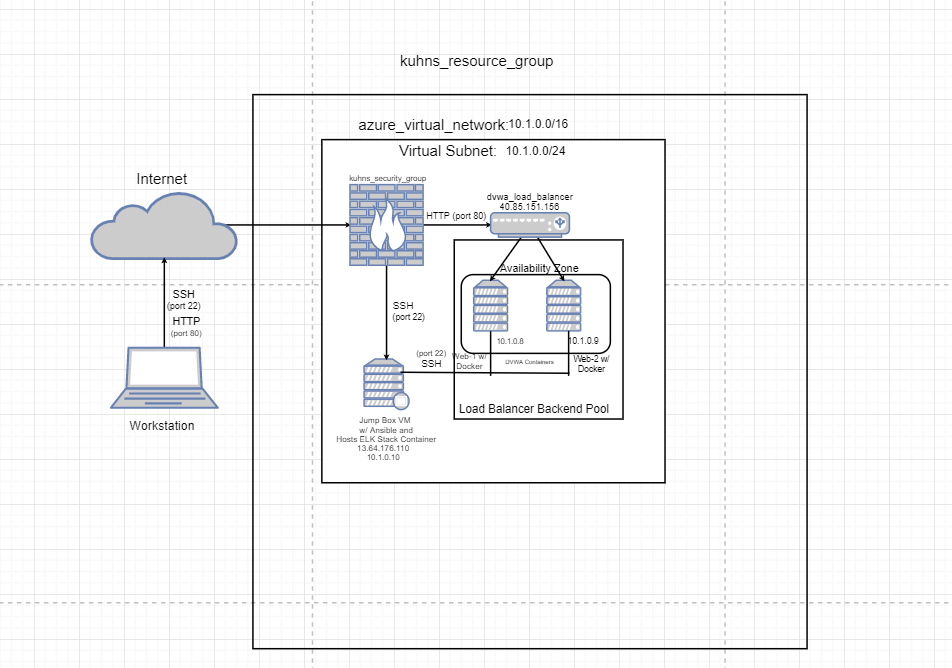 kuhns_resource_group
azure_virtual_network:10.1.0.0/16
Virtual Subnet: 10.1.0.0/24
Internet
kuhns_security_group
dvwa_load_balancer
40.85.151.156
HTTP (port 80)
Availability Zone
SSH
(port 22)
HTTP
(port 80)
SSH
(port 22)
10.1.0.8
10.1.0.9
(port 22)
SSH
Web-1 w/
Docker
DVWA Containers
Web-2 w/
Docker
Load Balancer Backend Pool
Workstation
Jump Box VM
w/ Ansible and
Hosts ELK Stack Container
13.64.176.110
10.1.0.10